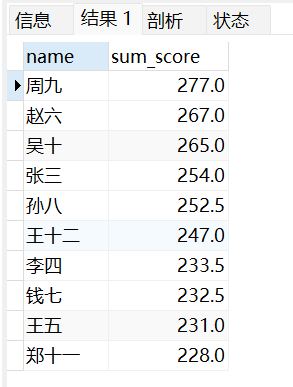 信息 结果 1 剖析 状态
name sum_score
周九 277.0
赵六 267.0
吴十 265.0
张三 254.0
孙八 252.5
王十二 247.0
李四 233.5
钱七 232.5
王五 231.0
郑十一 228.0